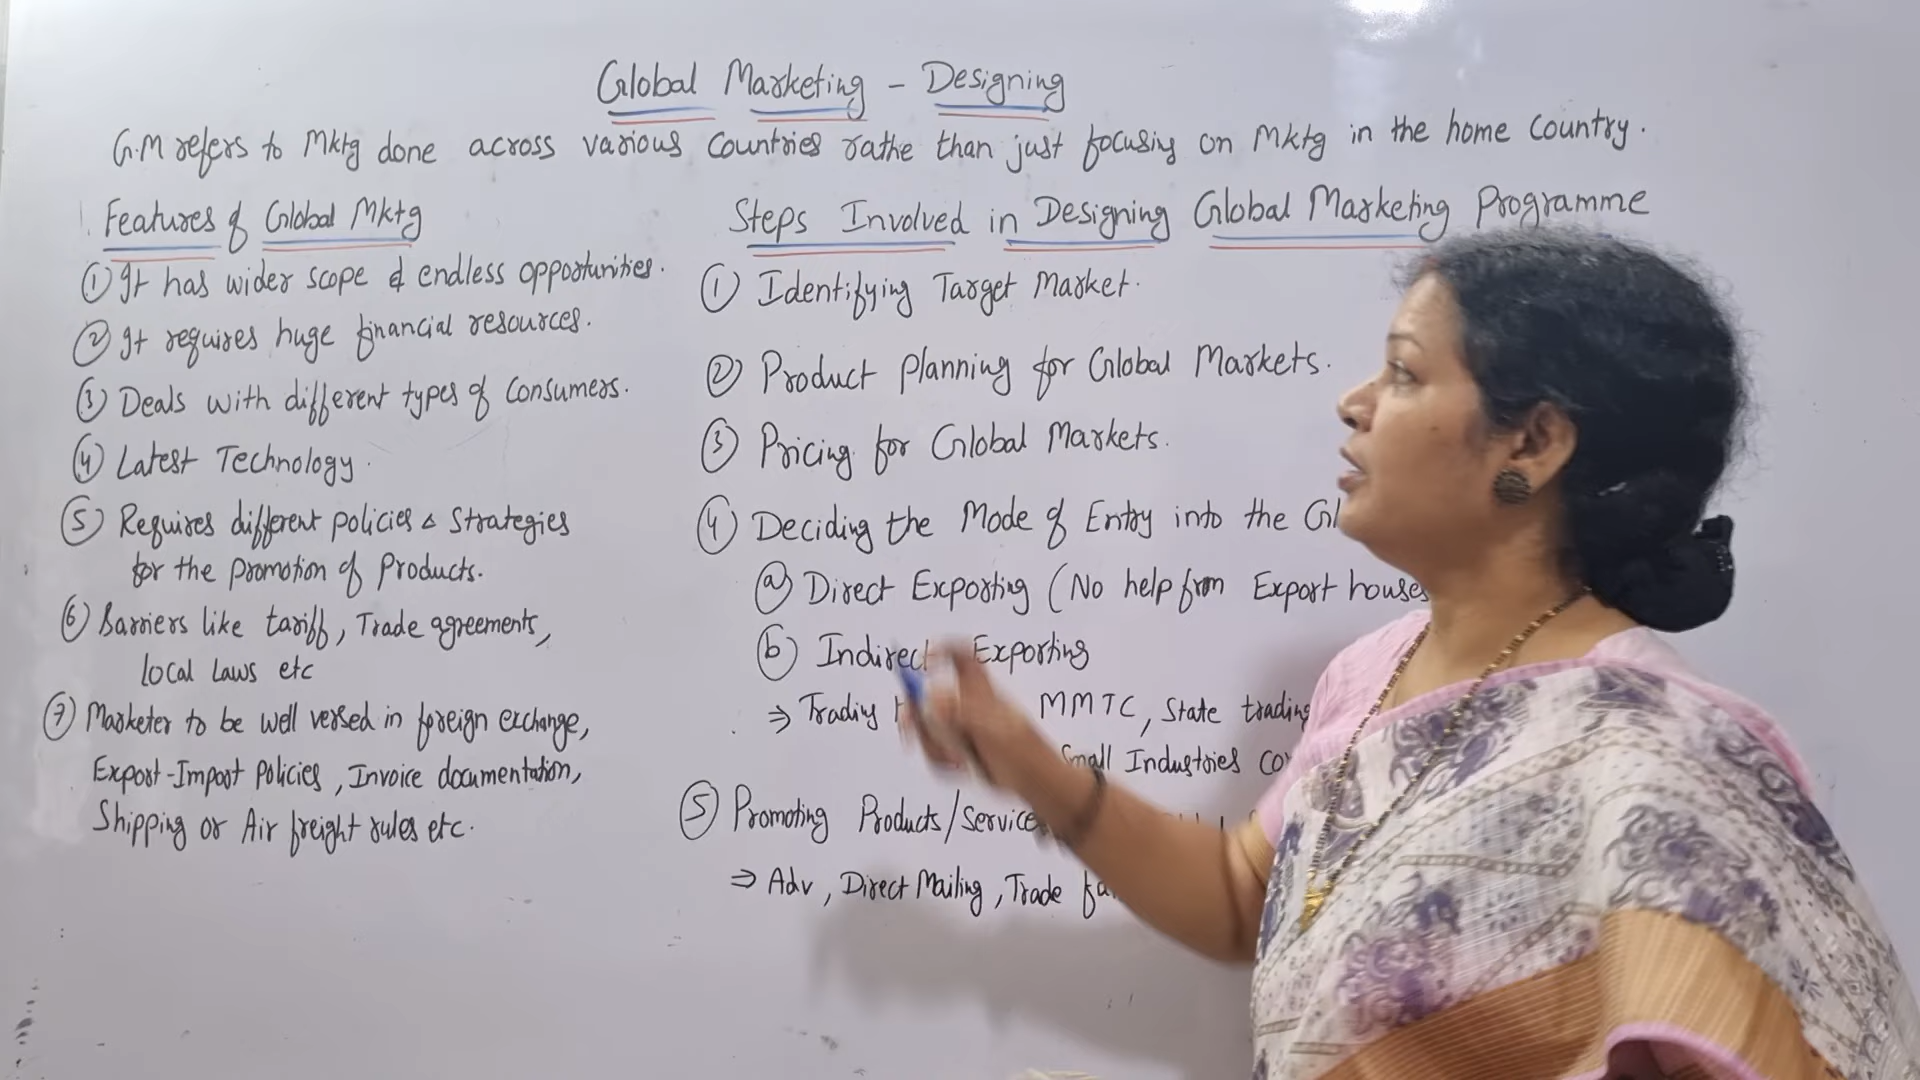 Global Marketing - Designing
G.M refers to Mktg done across various Countries rathe than just focusing on Mktg in the home Country.
Features of Global Mktg
① It has wider scope & endless opportunities.
② It requires huge financial resources.
③ Deals with different types of Consumers.
④ Latest Technology.
⑤ Requires different policies & Strategies
for the promotion of Products.
⑥ Barriers like tariff, Trade agreements,
local Laws etc
⑦ Marketer to be well versed in foreign exchange,
Export-Import Policies, Invoice documentation,
Shipping or Air freight rules etc.
Steps Involved in Designing Global Marketing Programme
① Identifying Target Market.
② Product planning for Global Markets.
③ Pricing for Global Markets.
④ Deciding the Mode of Entry into the Gl
ⓐ Direct Exporting (No help from Export houses
ⓑ Indirect Exporting
⇒ Trading MMTC, State trading
Small Industries
⑤ Promoting Products/Service
⇒ Adv, Direct Mailing, Trade